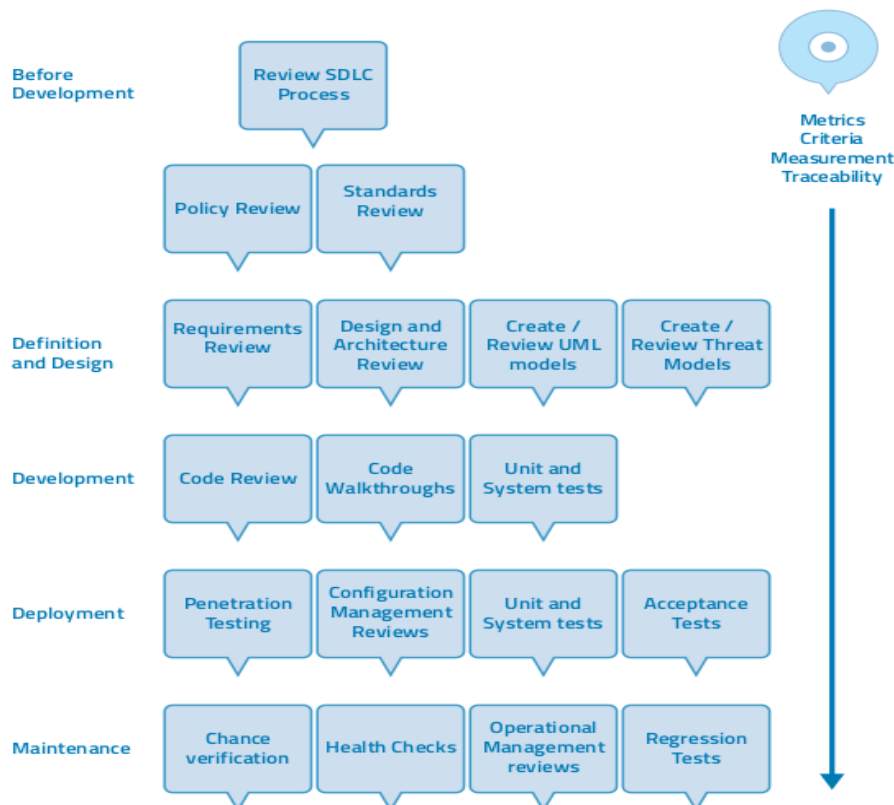 Before
Development
Review SDLC
Process
Metrics
Criteria
Measurement
Traceability
Policy Review
Standards
Review
Definition
and Design
Requirements
Review
Design and
Architecture
Review
Create /
Review UML
models
Create /
Review Threat
Models
Development
Code Review
Code
Walkthroughs
Unit and
System tests
Deployment
Penetration
Testing
Configuration
Management
Reviews
Unit and
System tests
Acceptance
Tests
Maintenance
Chance
verification
Health Checks
Operational
Management
reviews
Regression
Tests